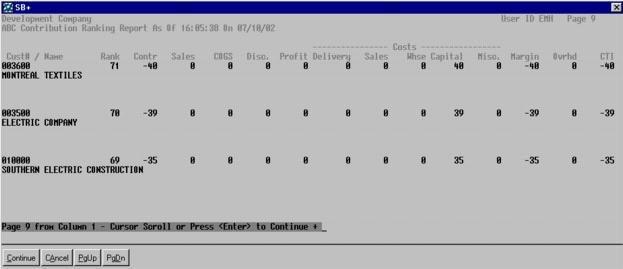 SB+
Development Company User ID EMH Page 9
ABC Contribution Ranking Report As Of 16:05:38 On 07/10/02
---------------- Costs ----------------
Cust# / Name Rank Contr Sales COGS Disc. Profit Delivery Sales Whse Capital Misc. Margin Ovrhd CTI
003600 71 -40 0 0 0 0 0 0 0 40 0 -40 0 -40
MONTREAL TEXTILES
003500 70 -39 0 0 0 0 0 0 0 39 0 -39 0 -39
ELECTRIC COMPANY
010000 69 -35 0 0 0 0 0 0 0 35 0 -35 0 -35
SOUTHERN ELECTRIC CONSTRUCTION
Page 9 from Column 1 - Cursor Scroll or Press <Enter> to Continue + _
Continue CAncel PgUp PgDn